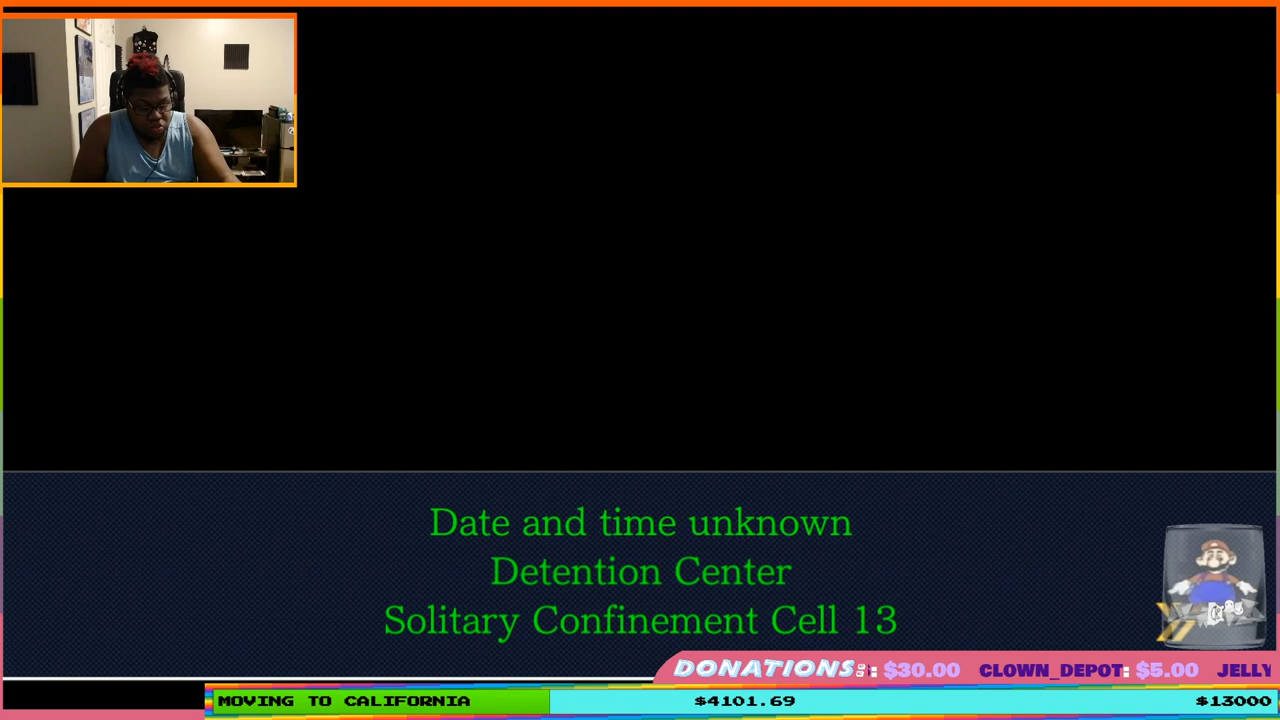 Date and time unknown
Detention Center
Solitary Confinement Cell 13
DONATIONS
: $30.00 CLOWN_DEPOT: $5.00 JELLY
MOVING TO CALIFORNIA $4101.69 $13000